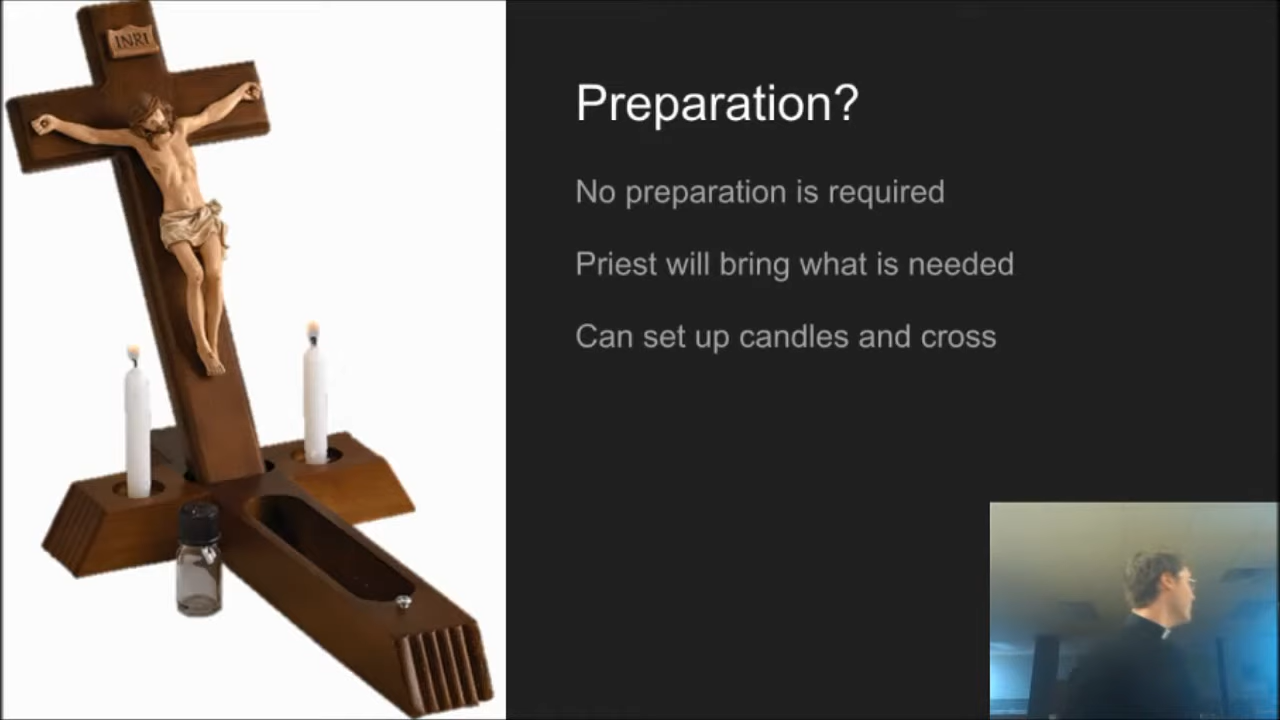 INRI
Preparation?
No preparation is required
Priest will bring what is needed
Can set up candles and cross